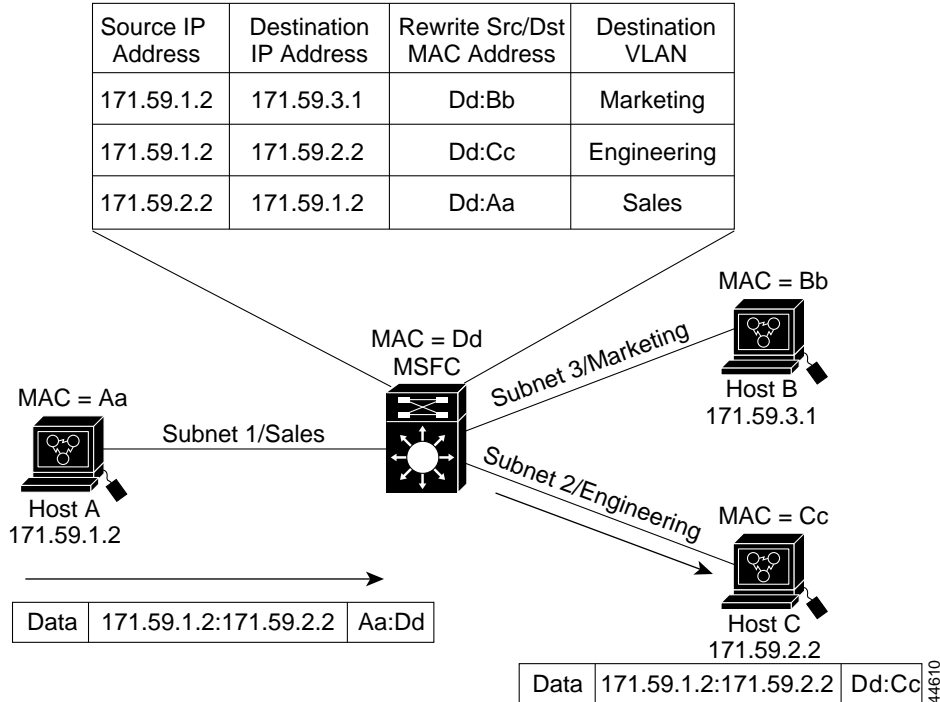 Source IP Address
Destination IP Address
Rewrite Src/Dst MAC Address
Destination VLAN
171.59.1.2 171.59.3.1 Dd:Bb Marketing
171.59.1.2 171.59.2.2 Dd:Cc Engineering
171.59.2.2 171.59.1.2 Dd:Aa Sales
MAC = Bb
MAC = Dd
MSFC
Subnet 3/Marketing
Host B
171.59.3.1
MAC = Aa
Subnet 1/Sales
Host A
171.59.1.2
Subnet 2/Engineering
MAC = Cc
Host C
171.59.2.2
Data 171.59.1.2:171.59.2.2 Aa:Dd
Data 171.59.1.2:171.59.2.2 Dd:Cc
44610